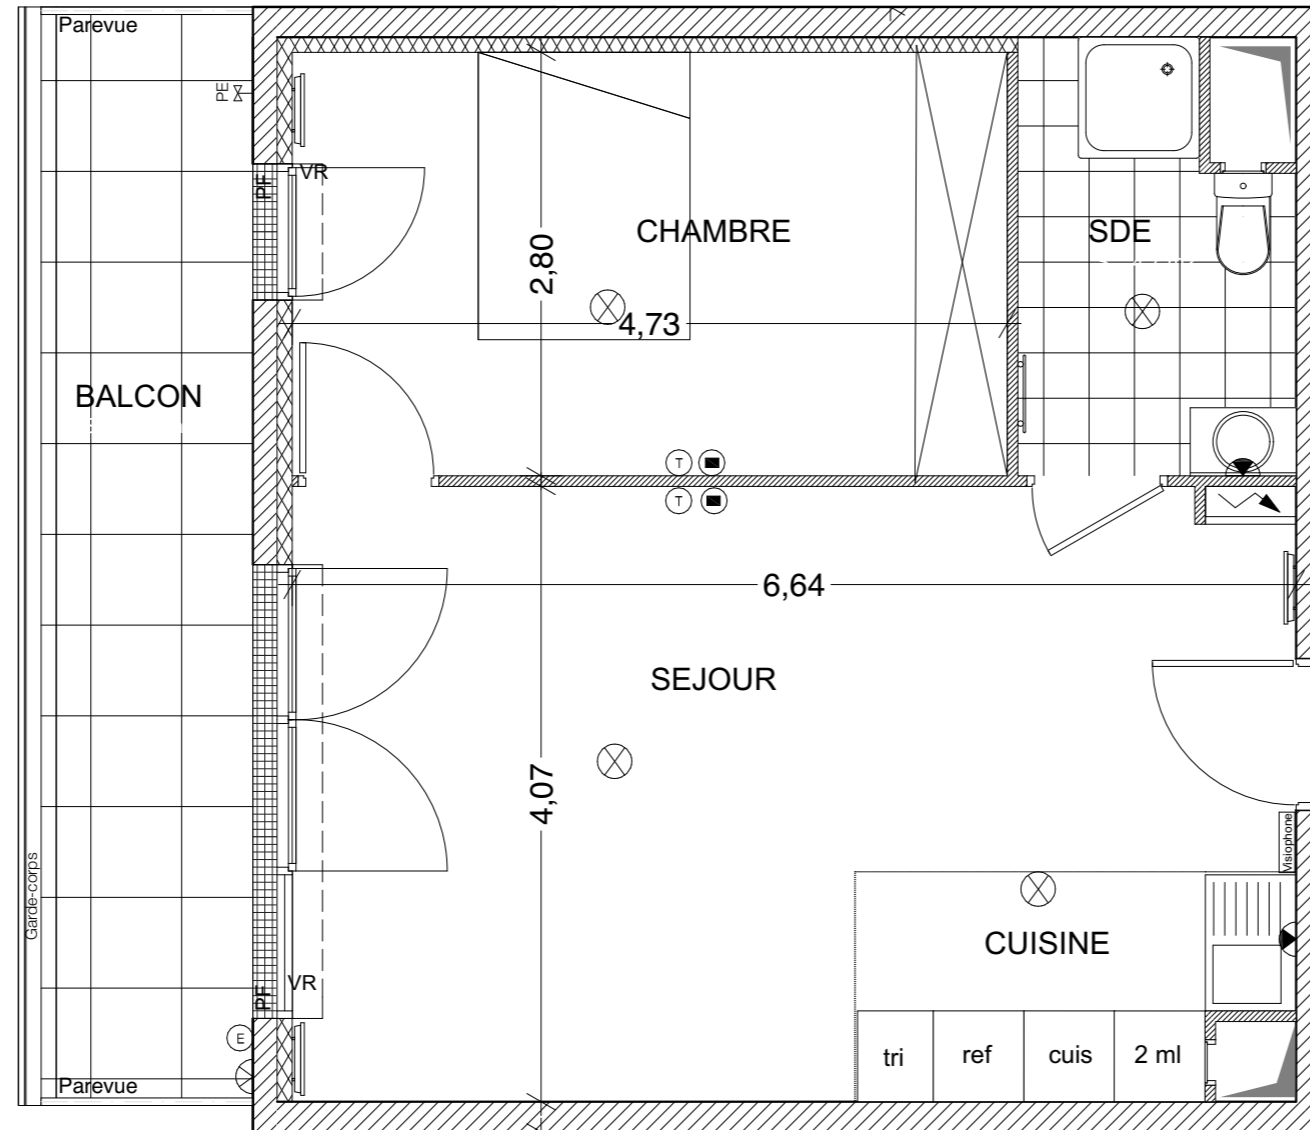 Parevue
PE
PF
VR
CHAMBRE
SDE
2,80
4,73
BALCON
T
T
6,64
SEJOUR
4,07
Visiophone
Garde-corps
CUISINE
PF
VR
E
tri
ref
cuis
2 ml
Parevue